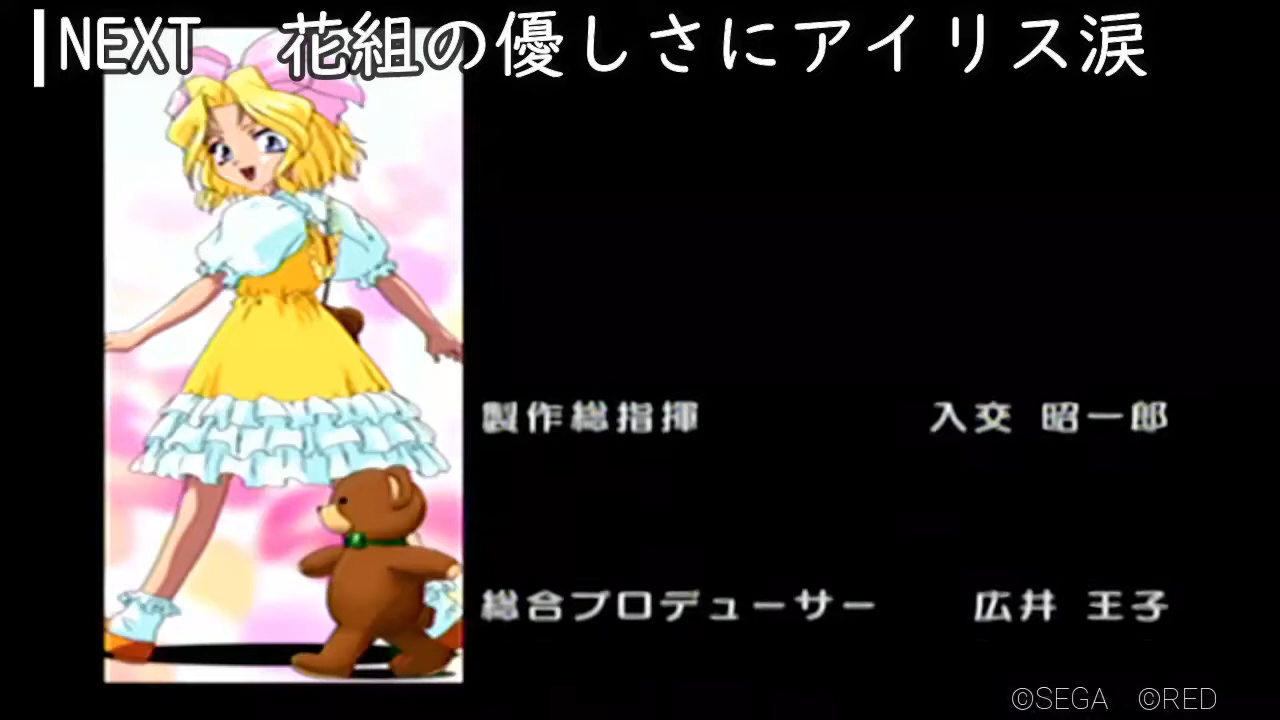 NEXT　花組の優しさにアイリス涙
製作総指揮　入交 昭一郎
総合プロデューサー　広井 王子
©SEGA　©RED